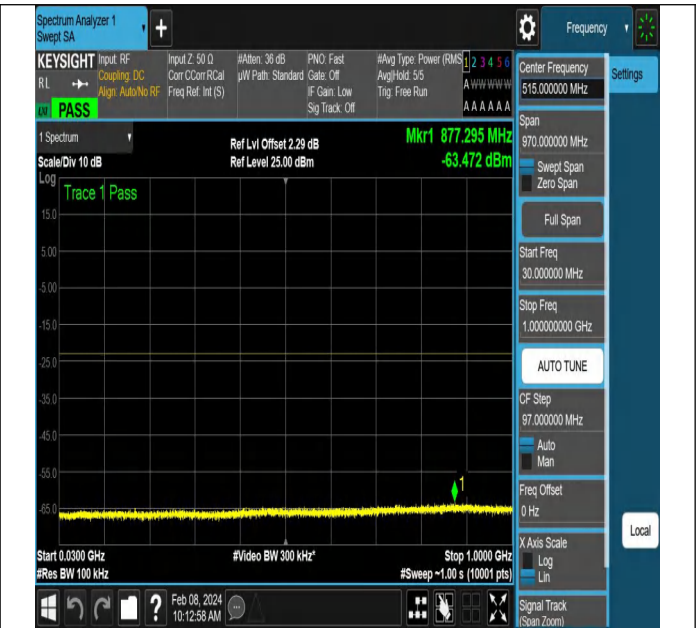 Spectrum Analyzer 1
Swept SA
+
Frequency
KEYSIGHT
RL
PASS
Input: RF
Coupling: DC
Align: Auto/No RF
Input Z: 50 Ω
Corr CCorr RCal
Freq Ref: Int (S)
#Atten: 36 dB
µW Path: Standard
PNO: Fast
Gate: Off
IF Gain: Low
Sig Track: Off
#Avg Type: Power (RMS
Avg|Hold: 5/5
Trig: Free Run
1 2 3 4 5 6
A W W W W W
A A A A A A
1 Spectrum
Scale/Div 10 dB
Ref Lvl Offset 2.29 dB
Ref Level 25.00 dBm
Mkr1 877.295 MHz
-63.472 dBm
Log
Trace 1 Pass
15.0
5.00
-5.00
-15.0
-25.0
-35.0
-45.0
-55.0
-65.0
1
Start 0.0300 GHz
#Res BW 100 kHz
#Video BW 300 kHz*
Stop 1.0000 GHz
#Sweep ~1.00 s (10001 pts)
?
Feb 08, 2024
10:12:58 AM
Center Frequency
515.000000 MHz
Settings
Span
970.000000 MHz
Swept Span
Zero Span
Full Span
Start Freq
30.000000 MHz
Stop Freq
1.000000000 GHz
AUTO TUNE
CF Step
97.000000 MHz
Auto
Man
Freq Offset
0 Hz
X Axis Scale
Log
Lin
Local
Signal Track
(Span Zoom)